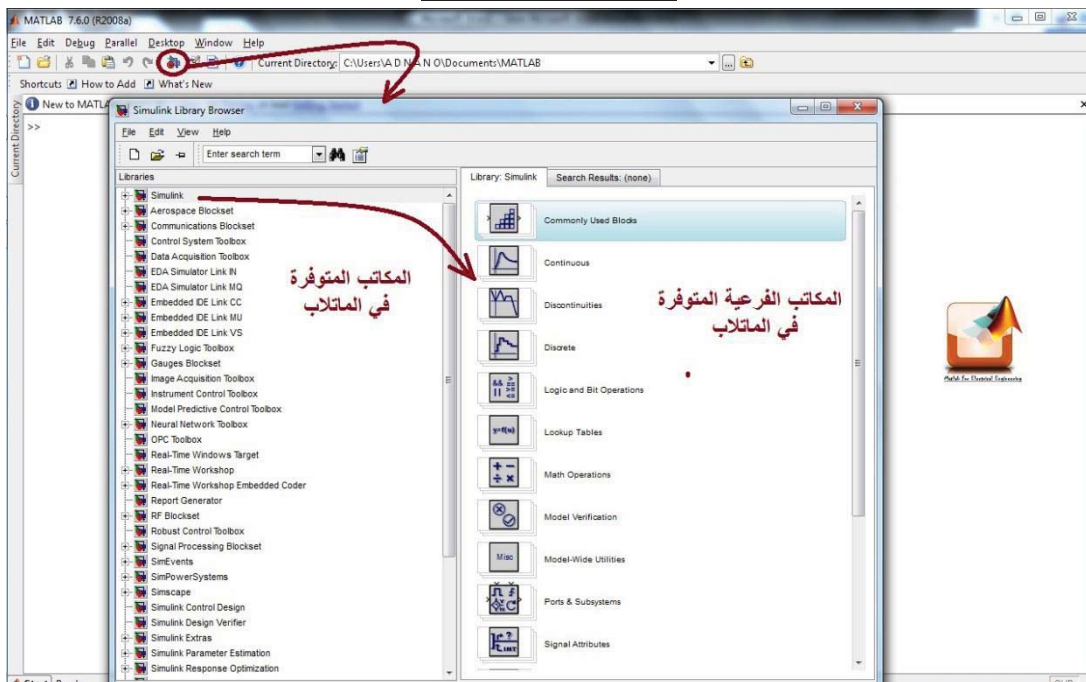 MATLAB 7.6.0 (R2008a)
File Edit Debug Parallel Desktop Window Help
Current Directory: C:\Users\A D N A N O\Documents\MATLAB
Shortcuts How to Add What's New
Current Directory
New to MATLA
>>
Simulink Library Browser
File Edit View Help
Enter search term
Libraries
Simulink
Aerospace Blockset
Communications Blockset
Control System Toolbox
Data Acquisition Toolbox
EDA Simulator Link IN
EDA Simulator Link MQ
Embedded IDE Link CC
Embedded IDE Link MU
Embedded IDE Link VS
Fuzzy Logic Toolbox
Gauges Blockset
Image Acquisition Toolbox
Instrument Control Toolbox
Model Predictive Control Toolbox
Neural Network Toolbox
OPC Toolbox
Real-Time Windows Target
Real-Time Workshop
Real-Time Workshop Embedded Coder
Report Generator
RF Blockset
Robust Control Toolbox
Signal Processing Blockset
SimEvents
SimPowerSystems
Simscape
Simulink Control Design
Simulink Design Verifier
Simulink Extras
Simulink Parameter Estimation
Simulink Response Optimization
المكاتب المتوفرة
في الماتلاب
Library: Simulink Search Results: (none)
Commonly Used Blocks
Continuous
Discontinuities
Discrete
Logic and Bit Operations
y=f(u) Lookup Tables
Math Operations
Model Verification
Misc Model-Wide Utilities
Ports & Subsystems
Signal Attributes
المكاتب الفرعية المتوفرة
في الماتلاب
Matlab For Electrical Engineering